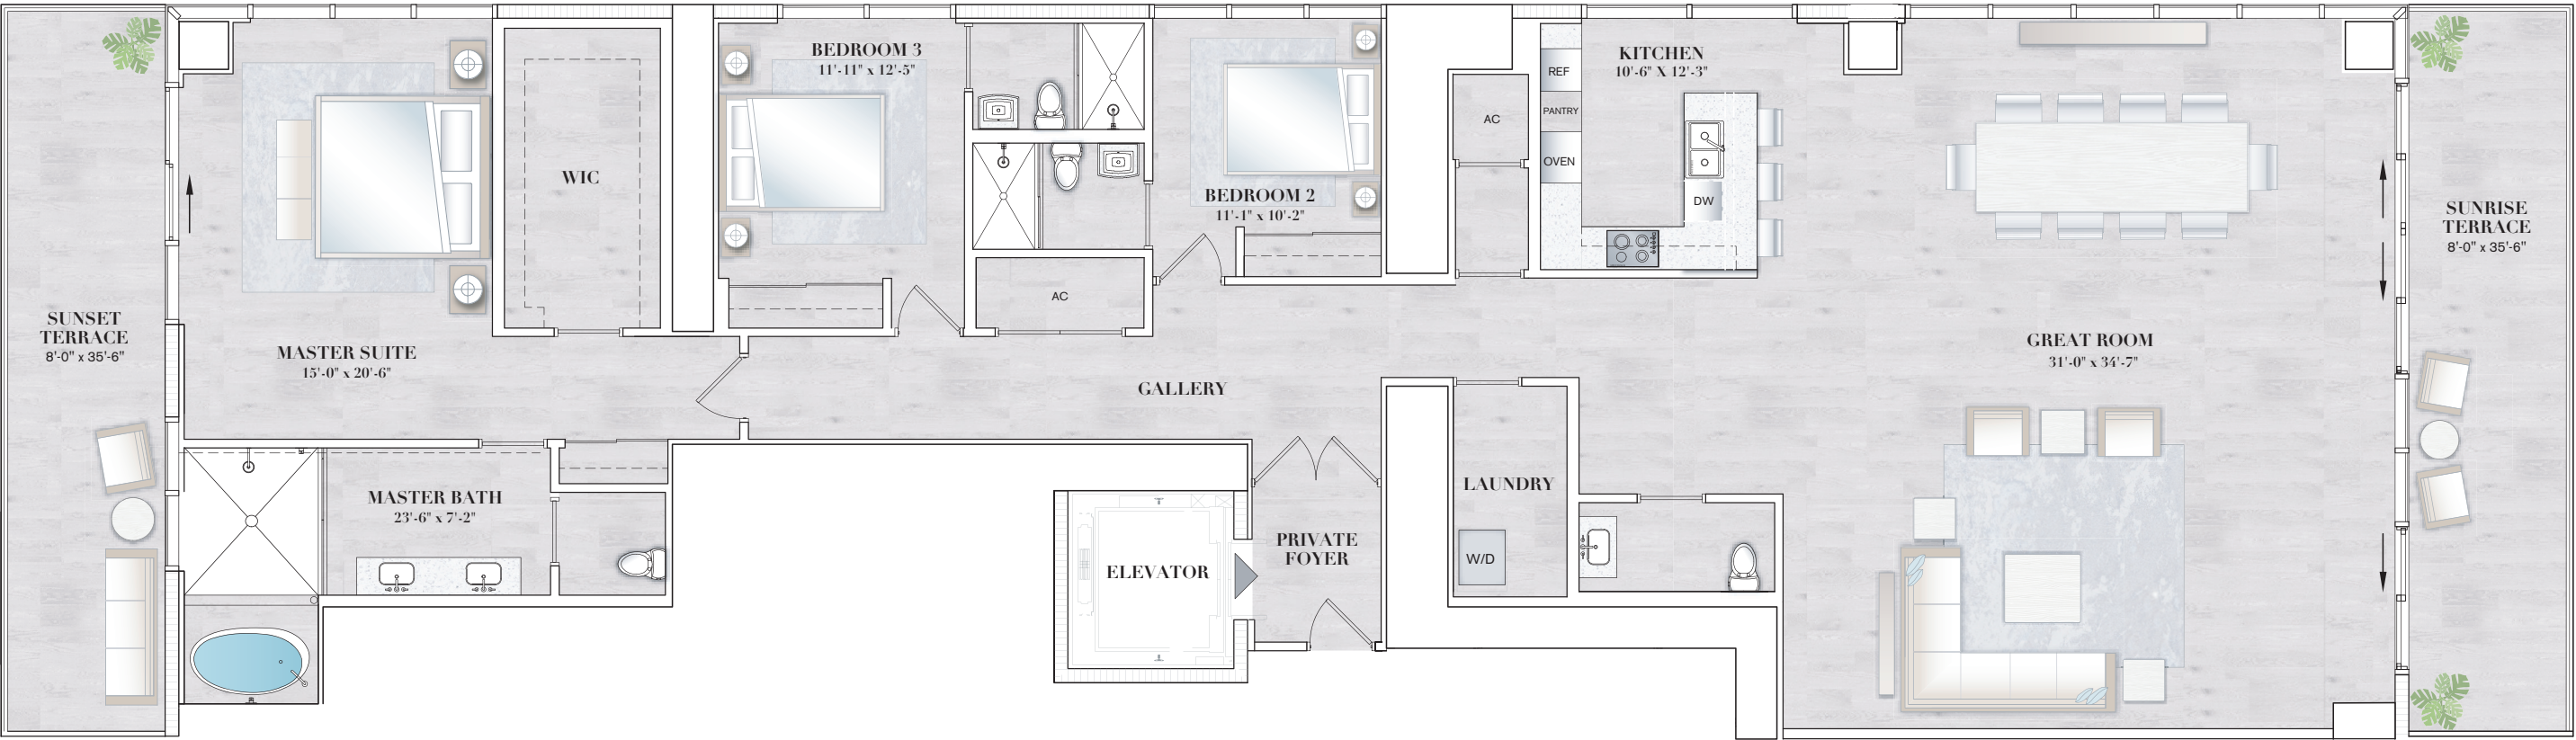 SUNSET
TERRACE
8'-0" x 35'-6"
MASTER SUITE
15'-0" x 20'-6"
WIC
MASTER BATH
23'-6" x 7'-2"
BEDROOM 3
11'-11" x 12'-5"
AC
BEDROOM 2
11'-1" x 10'-2"
GALLERY
ELEVATOR
PRIVATE
FOYER
AC
REF
PANTRY
OVEN
KITCHEN
10'-6" X 12'-3"
DW
LAUNDRY
W/D
GREAT ROOM
31'-0" x 34'-7"
SUNRISE
TERRACE
8'-0" x 35'-6"